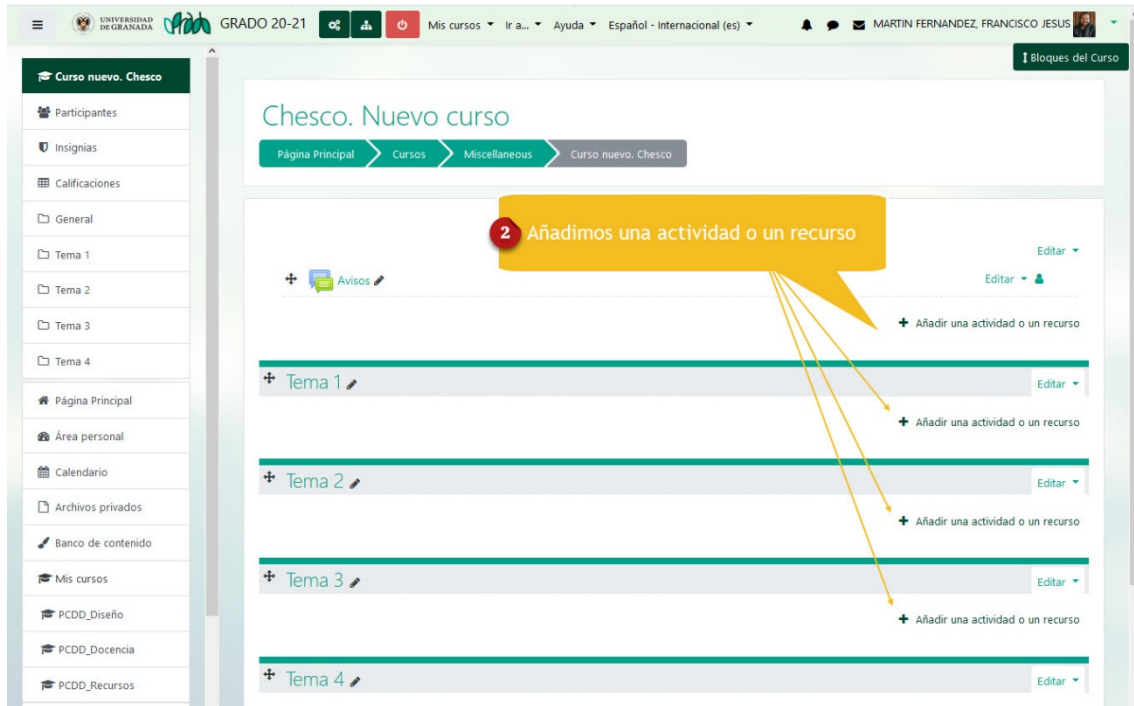 UNIVERSIDAD DE GRANADA
GRADO 20-21 Mis cursos Ir a... Ayuda Español - Internacional (es) MARTIN FERNANDEZ, FRANCISCO JESUS
Bloques del Curso
Curso nuevo. Chesco
Participantes
Insignias
Calificaciones
General
Tema 1
Tema 2
Tema 3
Tema 4
Página Principal
Área personal
Calendario
Archivos privados
Banco de contenido
Mis cursos
PCDD_Diseño
PCDD_Docencia
PCDD_Recursos
Chesco. Nuevo curso
Página Principal Cursos Miscellaneous Curso nuevo. Chesco
2 Añadimos una actividad o un recurso
Editar
Avisos Editar
+ Añadir una actividad o un recurso
Tema 1 Editar
+ Añadir una actividad o un recurso
Tema 2 Editar
+ Añadir una actividad o un recurso
Tema 3 Editar
+ Añadir una actividad o un recurso
Tema 4 Editar